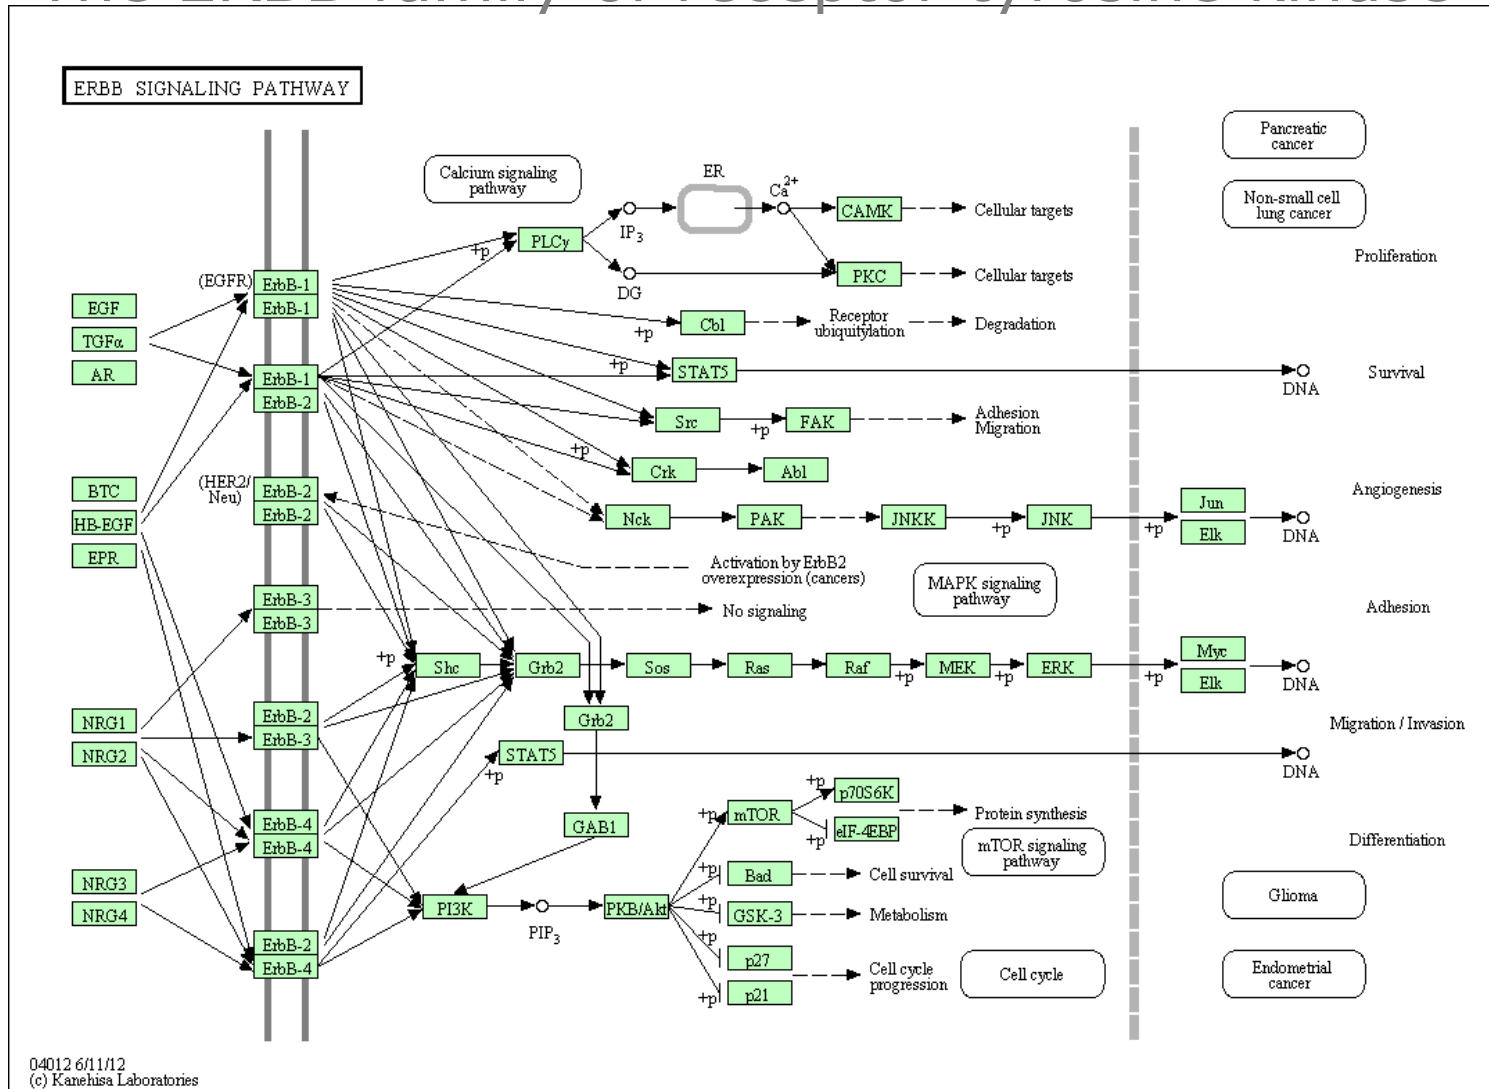 The ERBB family of receptor tyrosine kinase
ERBB SIGNALING PATHWAY
Calcium signaling
pathway
ER
Ca2+
IP3
DG
+p
PLCγ
CAMK
Cellular targets
PKC
Cellular targets
Pancreatic
cancer
Non-small cell
lung cancer
Proliferation
(EGFR)
ErbB-1
ErbB-1
EGF
TGFα
AR
ErbB-1
ErbB-2
+p
Cbl
Receptor
ubiquitylation
Degradation
+p
STAT5
DNA
Survival
Src
+p
FAK
Adhesion
Migration
+p
Crk
Abl
(HER2/
Neu)
ErbB-2
ErbB-2
BTC
HB-EGF
EPR
Nck
PAK
JNKK
+p
JNK
+p
Jun
Elk
DNA
Angiogenesis
Activation by ErbB2
overexpression (cancers)
MAPK signaling
pathway
ErbB-3
ErbB-3
No signaling
Adhesion
+p
Shc
Grb2
Sos
Ras
Raf
+p
MEK
+p
ERK
+p
Myc
Elk
DNA
NRG1
NRG2
ErbB-2
ErbB-3
Grb2
+p
STAT5
DNA
Migration / Invasion
ErbB-4
ErbB-4
GAB1
+p
mTOR
+p
p70S6K
+p
eIF-4EBP
Protein synthesis
mTOR signaling
pathway
Differentiation
NRG3
NRG4
PI3K
PIP3
PKB/Akt
+p
Bad
Cell survival
+p
GSK-3
Metabolism
Glioma
ErbB-2
ErbB-4
+p
p27
+p
p21
Cell cycle
progression
Cell cycle
Endometrial
cancer
04012 6/11/12
(c) Kanehisa Laboratories